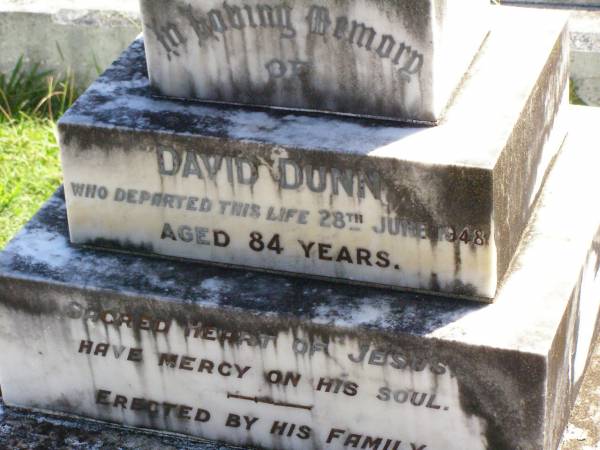 In Loving Memory
OF
DAVID DUNN
WHO DEPARTED THIS LIFE 28TH JUNE 1948
AGED 84 YEARS.
SACRED HEART OF JESUS,
HAVE MERCY ON HIS SOUL.
ERECTED BY HIS FAMILY